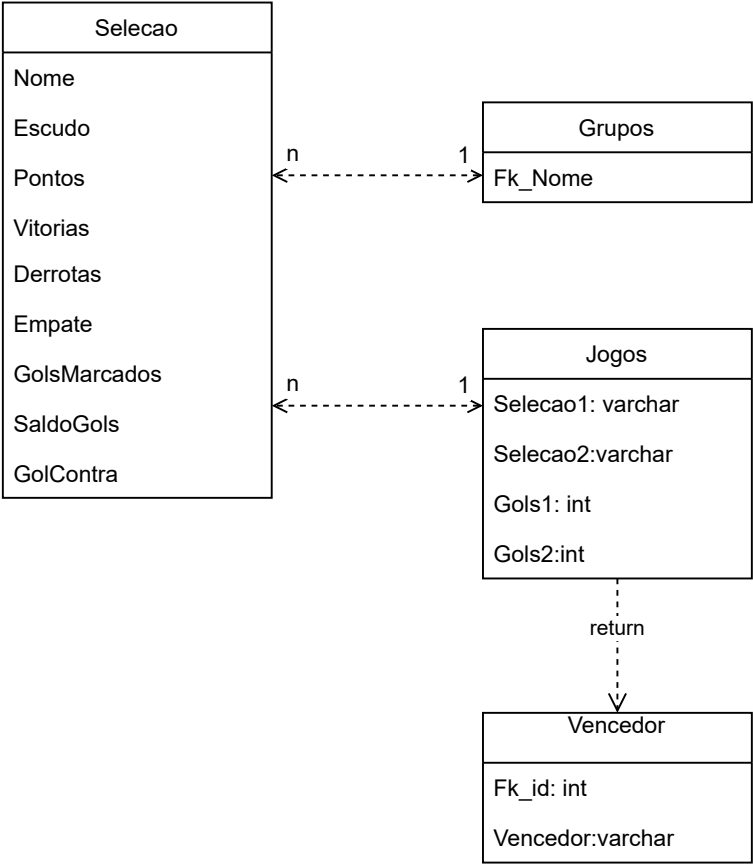 Selecao
Nome
Escudo
Pontos
Vitorias
Derrotas
Empate
GolsMarcados
SaldoGols
GolContra
n
1
Grupos
Fk_Nome
n
1
Jogos
Selecao1: varchar
Selecao2:varchar
Gols1: int
Gols2:int
return
Vencedor
Fk_id: int
Vencedor:varchar